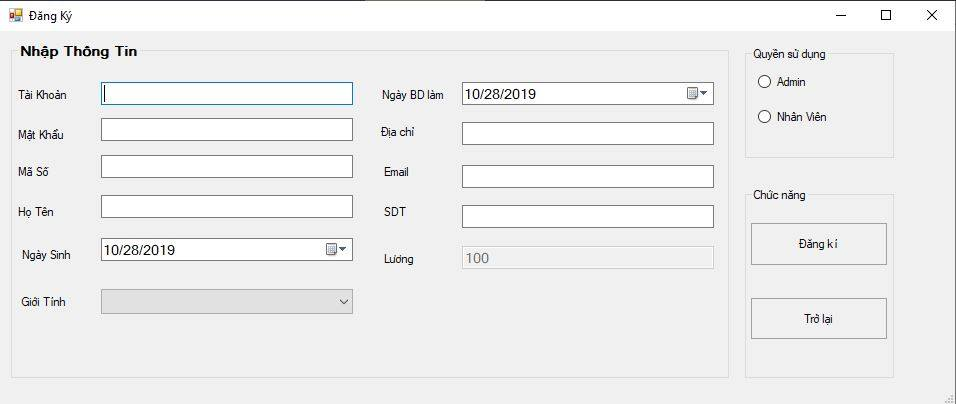 Đăng Ký
Nhập Thông Tin
Tài Khoản
Mật Khẩu
Mã Số
Họ Tên
Ngày Sinh 10/28/2019
Giới Tính
Ngày BD làm 10/28/2019
Địa chỉ
Email
SDT
Lương 100
Quyền sử dụng
Admin
Nhân Viên
Chức năng
Đăng kí
Trở lại